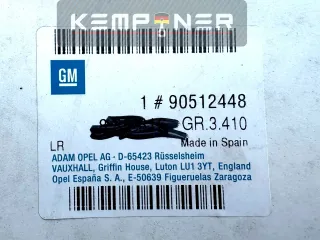 KEMPTNER
GM
1 # 90512448
GR.3.410
LR
Made in Spain
ADAM OPEL AG - D-65423 Rüsselsheim
VAUXHALL, Griffin House, Luton LU1 3YT, England
Opel España S. A., E-50639 Figueruelas Zaragoza